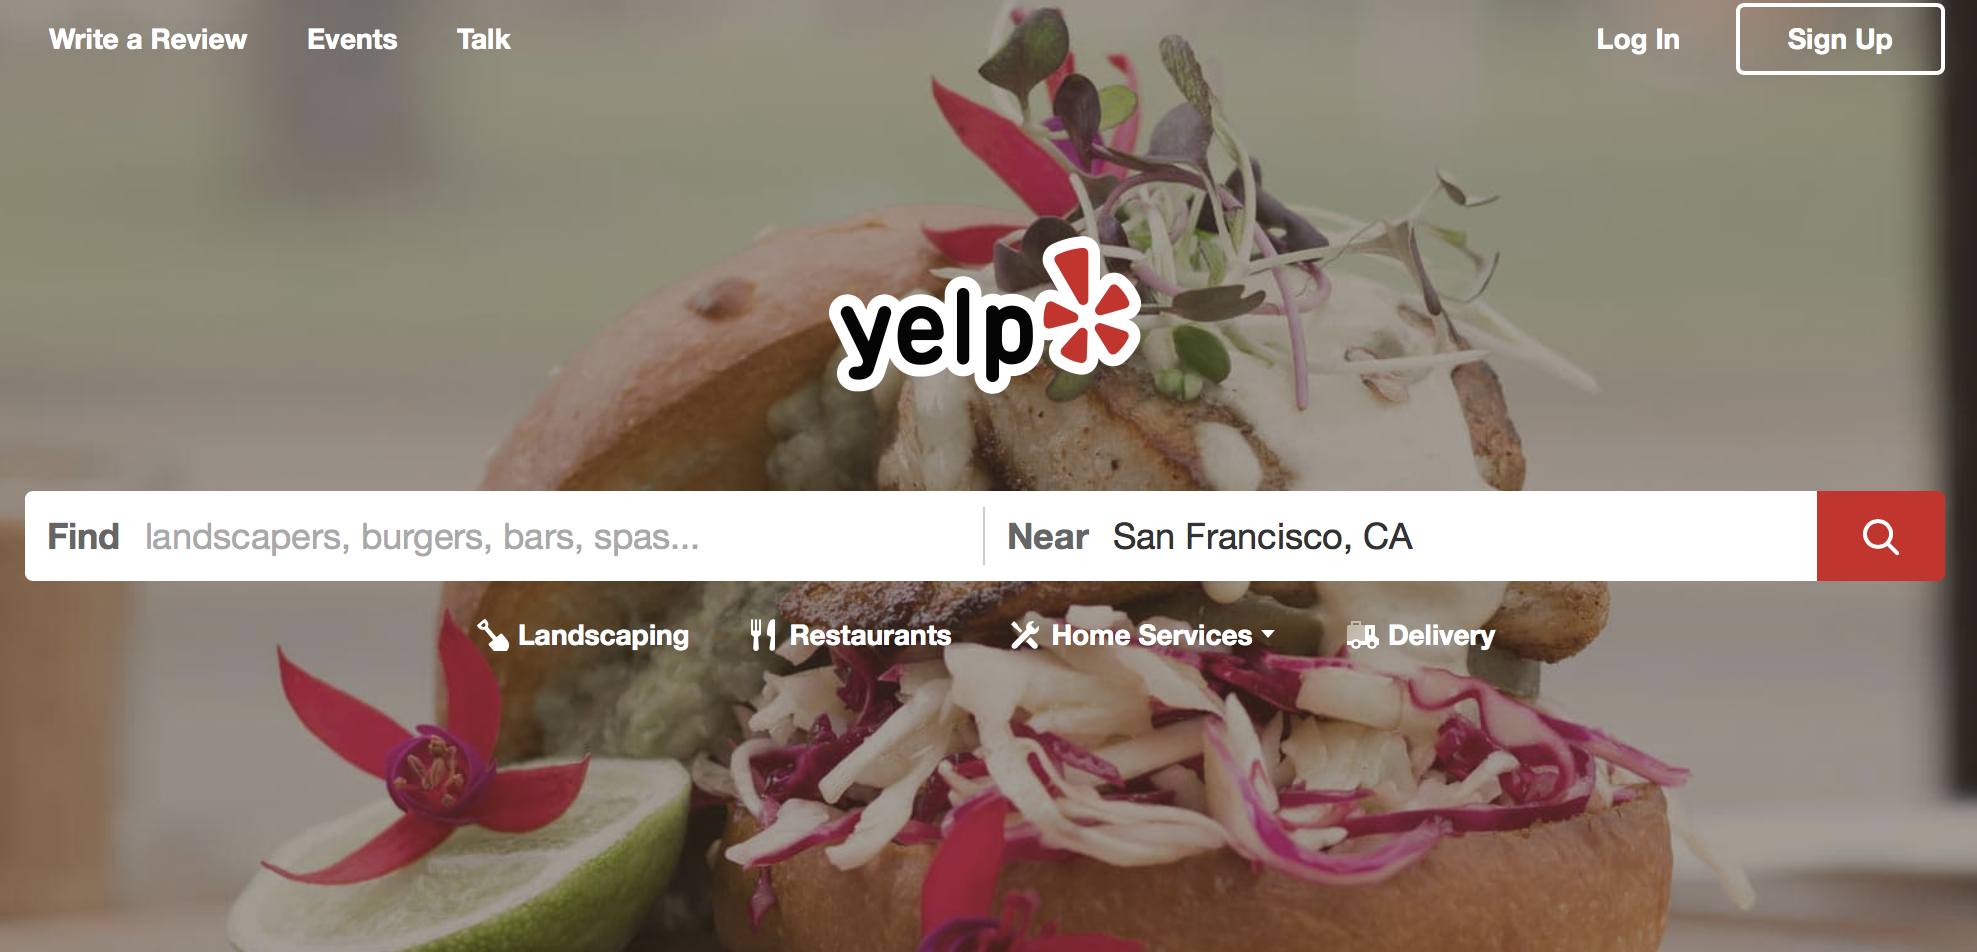 Write a Review Events Talk Log In Sign Up
yelp
Find landscapers, burgers, bars, spas... Near San Francisco, CA
Landscaping Restaurants Home Services Delivery